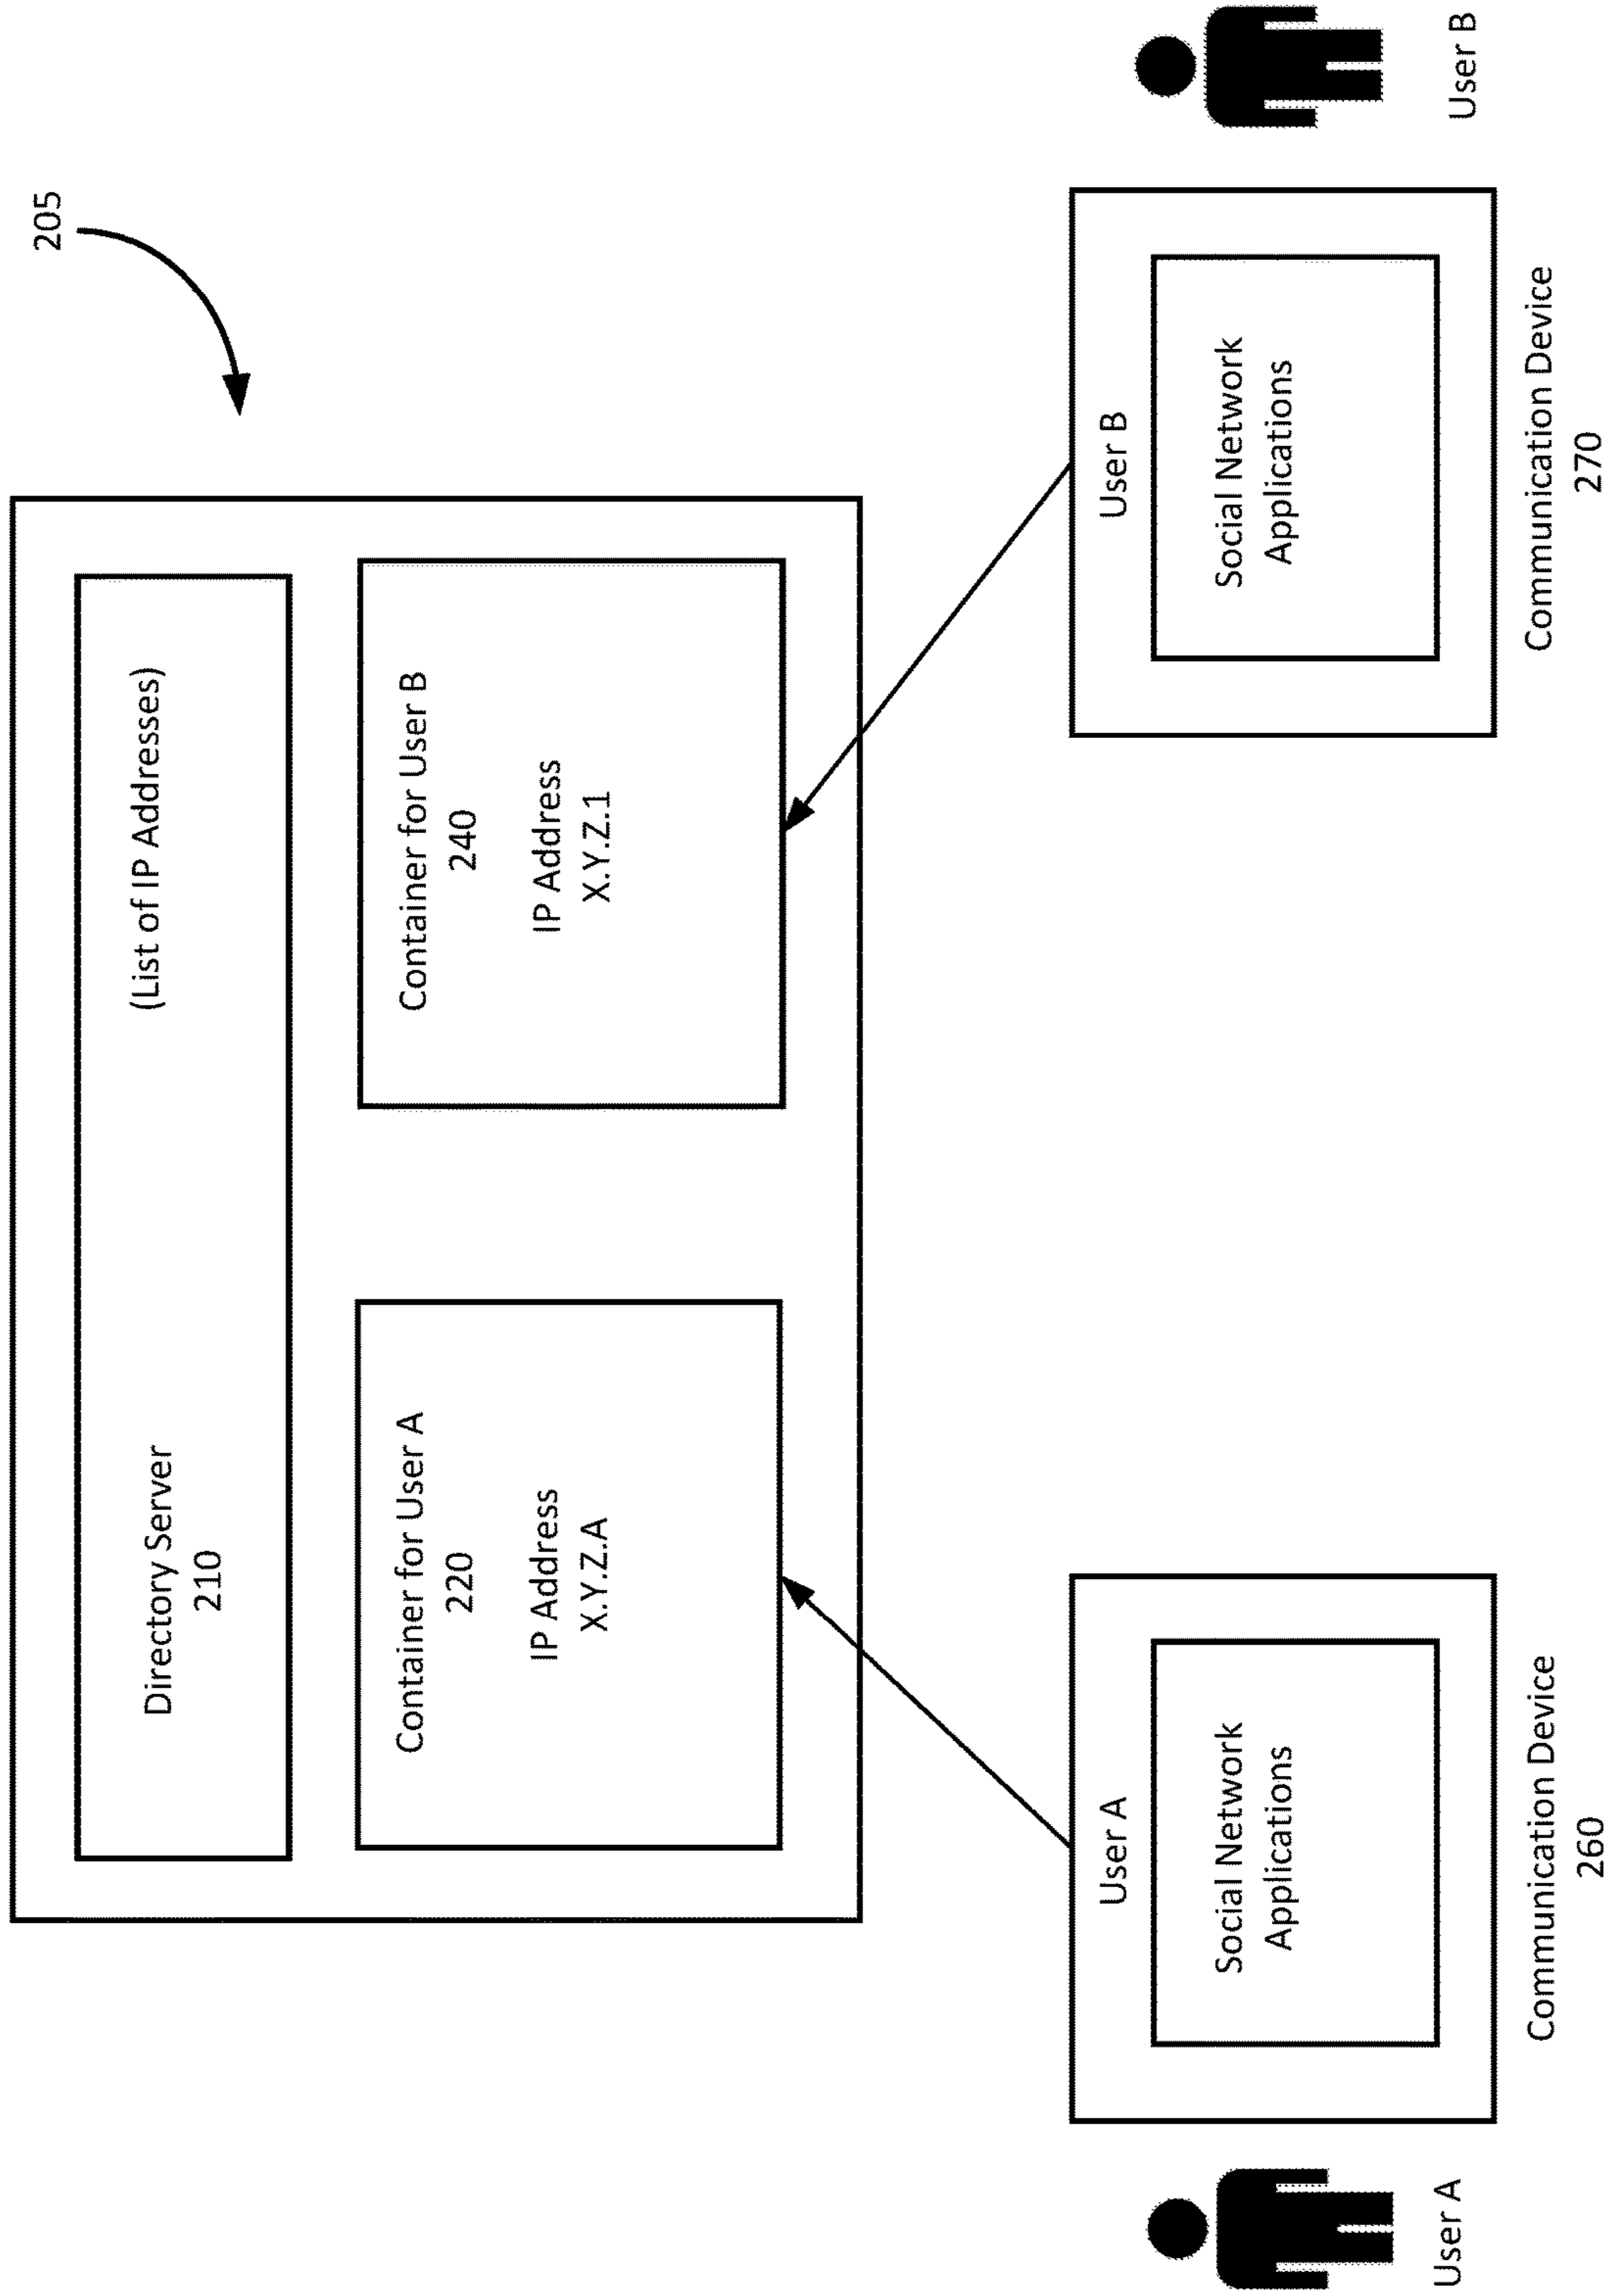 205
Directory Server
210
(List of IP Addresses)
Container for User A
220
IP Address
X.Y.Z.A
Container for User B
240
IP Address
X.Y.Z.1
User A
User A
Social Network
Applications
Communication Device
260
User B
Social Network
Applications
Communication Device
270
User B